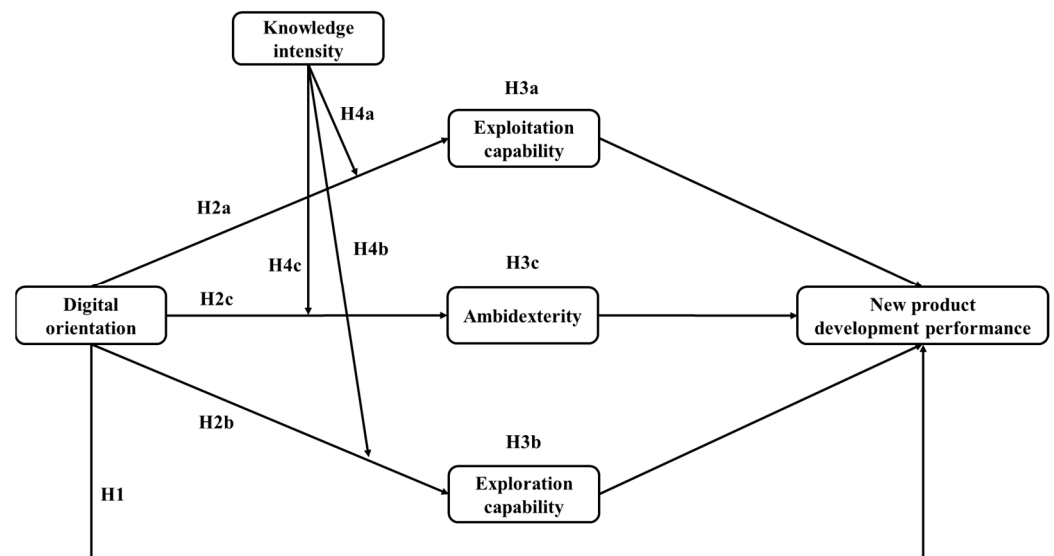 Knowledge
intensity
H3a
H4a
Exploitation
capability
H2a
H4b
H4c
H3c
H2c
Digital
orientation
Ambidexterity
New product
development performance
H2b
H3b
Exploration
capability
H1